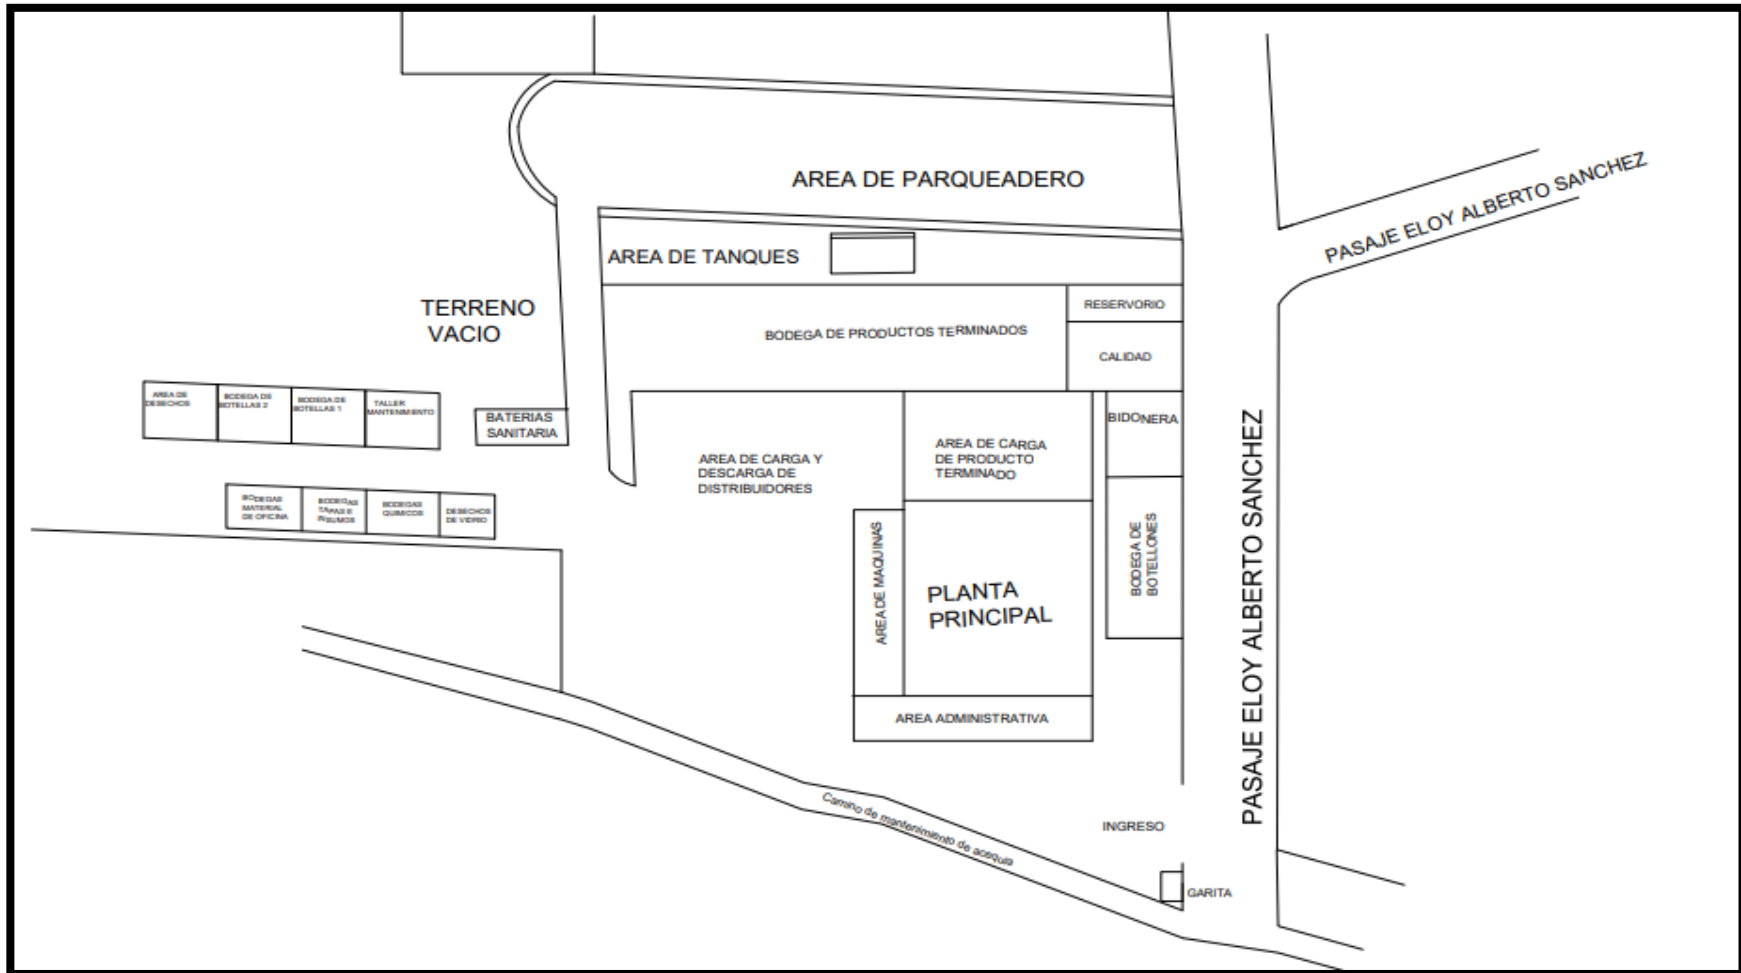 AREA DE PARQUEADERO
PASAJE ELOY ALBERTO SANCHEZ
AREA DE TANQUES
TERRENO
VACIO
RESERVORIO
BODEGA DE PRODUCTOS TERMINADOS
CALIDAD
AREA DE
DESECHOS
BODEGA DE
BOTELLAS 2
BODEGA DE
BOTELLAS 1
TALLER
MANTENIMIENTO
BATERIAS
SANITARIA
BIDONERA
AREA DE CARGA Y
DESCARGA DE
DISTRIBUIDORES
AREA DE CARGA
DE PRODUCTO
TERMINADO
BODEGAS
MATERIAL
DE OFICINA
BODEGAS
TAPAS E
INSUMOS
BODEGAS
QUIMICOS
DESECHOS
DE VIDRIO
AREA DE MAQUINAS
PLANTA
PRINCIPAL
BODEGA DE
BOTELLONES
PASAJE ELOY ALBERTO SANCHEZ
AREA ADMINISTRATIVA
Camino de mantenimiento de acequia
INGRESO
GARITA